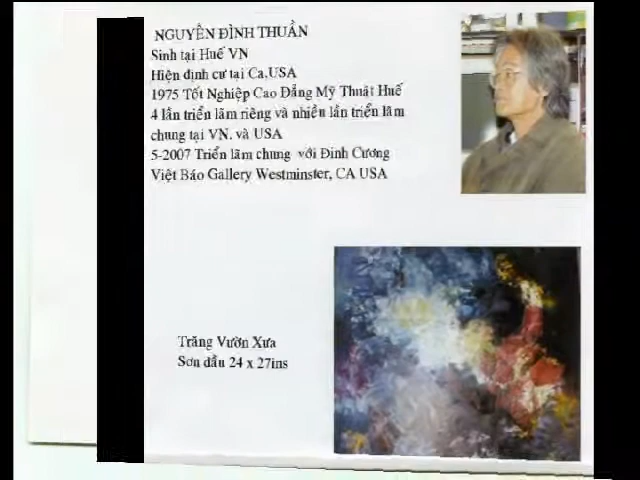 NGUYỄN ĐÌNH THUẦN
Sinh tại Huế VN
Hiện định cư tại Ca,USA
1975 Tốt Nghiệp Cao Đẳng Mỹ Thuật Huế
4 lần triển lãm riêng và nhiều lần triển lãm
chung tại VN. và USA
5-2007 Triển lãm chung với Đinh Cường
Việt Báo Gallery Westminster, CA USA
Trăng Vườn Xưa
Sơn dầu 24 x 27ins